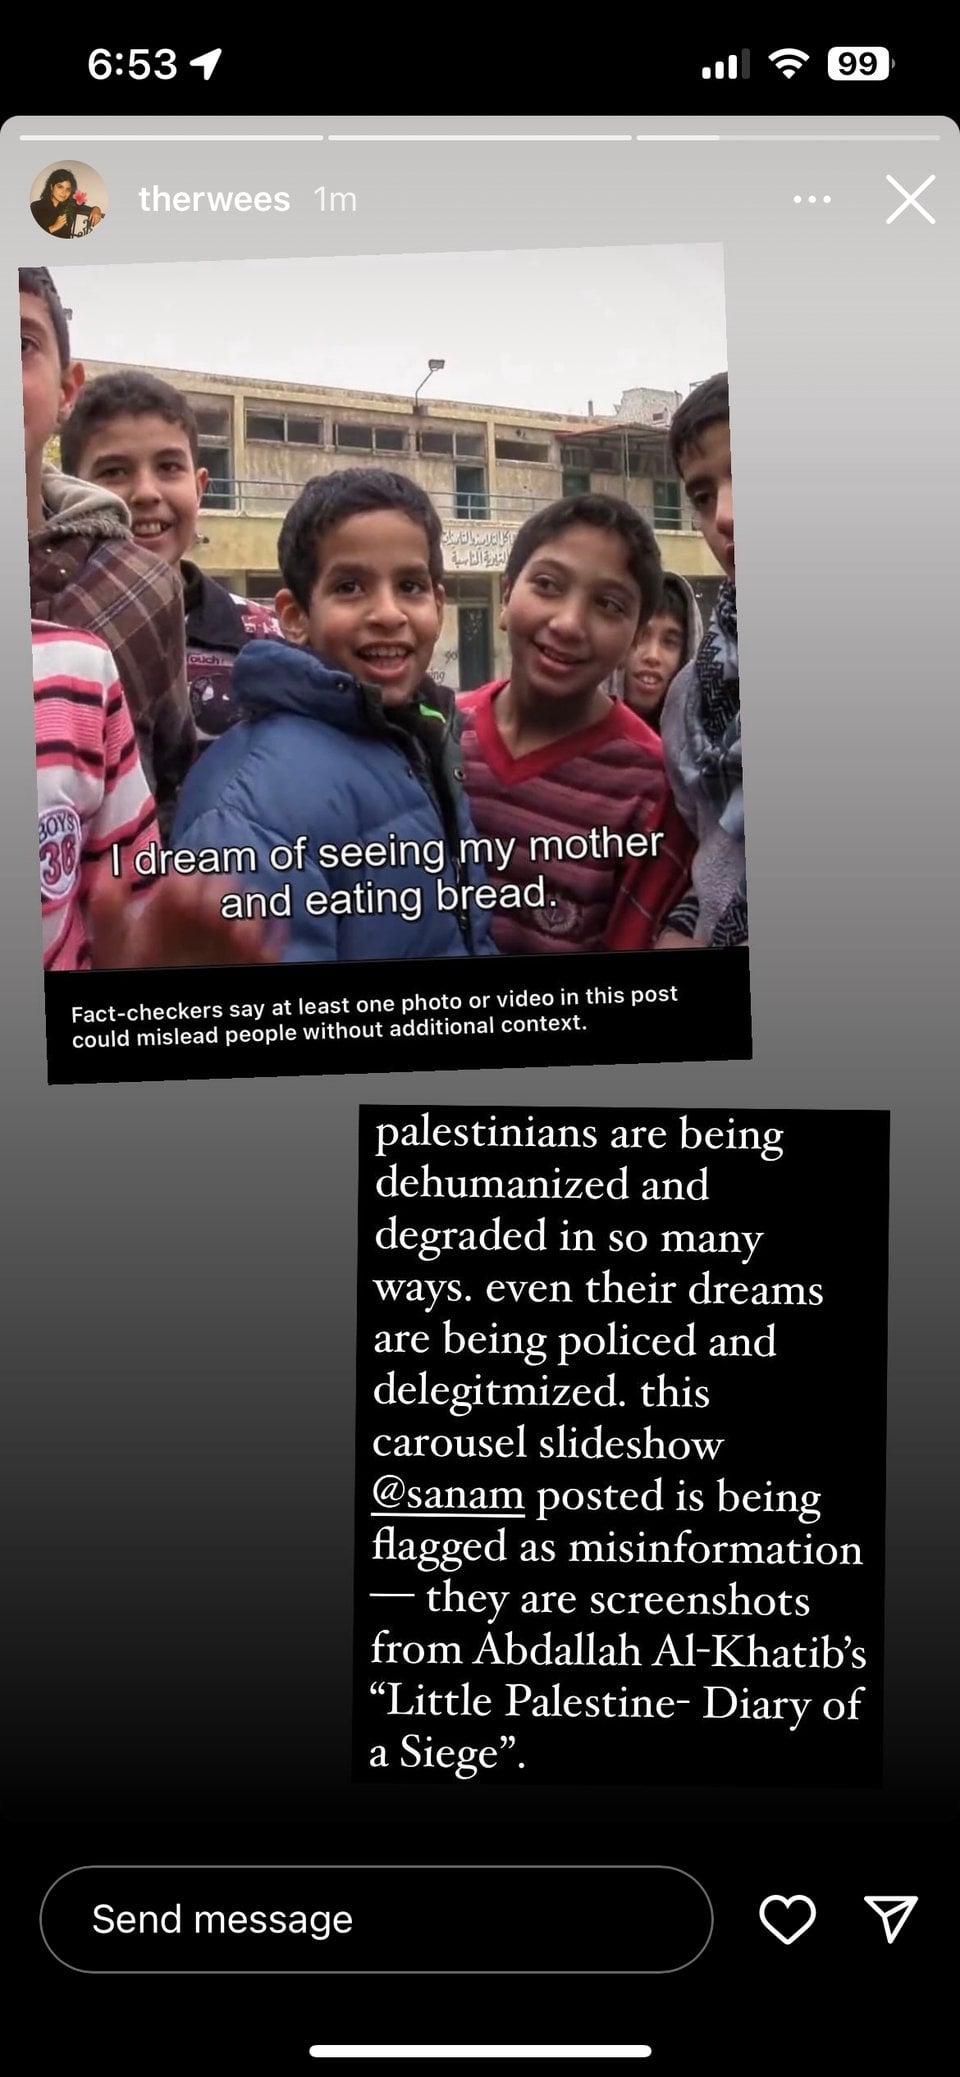 6:53
99
therwees 1m
ouch!
BOYS
36
I dream of seeing my mother
and eating bread.
Fact-checkers say at least one photo or video in this post
could mislead people without additional context.
palestinians are being
dehumanized and
degraded in so many
ways. even their dreams
are being policed and
delegitmized. this
carousel slideshow
@sanam posted is being
flagged as misinformation
— they are screenshots
from Abdallah Al-Khatib’s
“Little Palestine- Diary of
a Siege”.
Send message